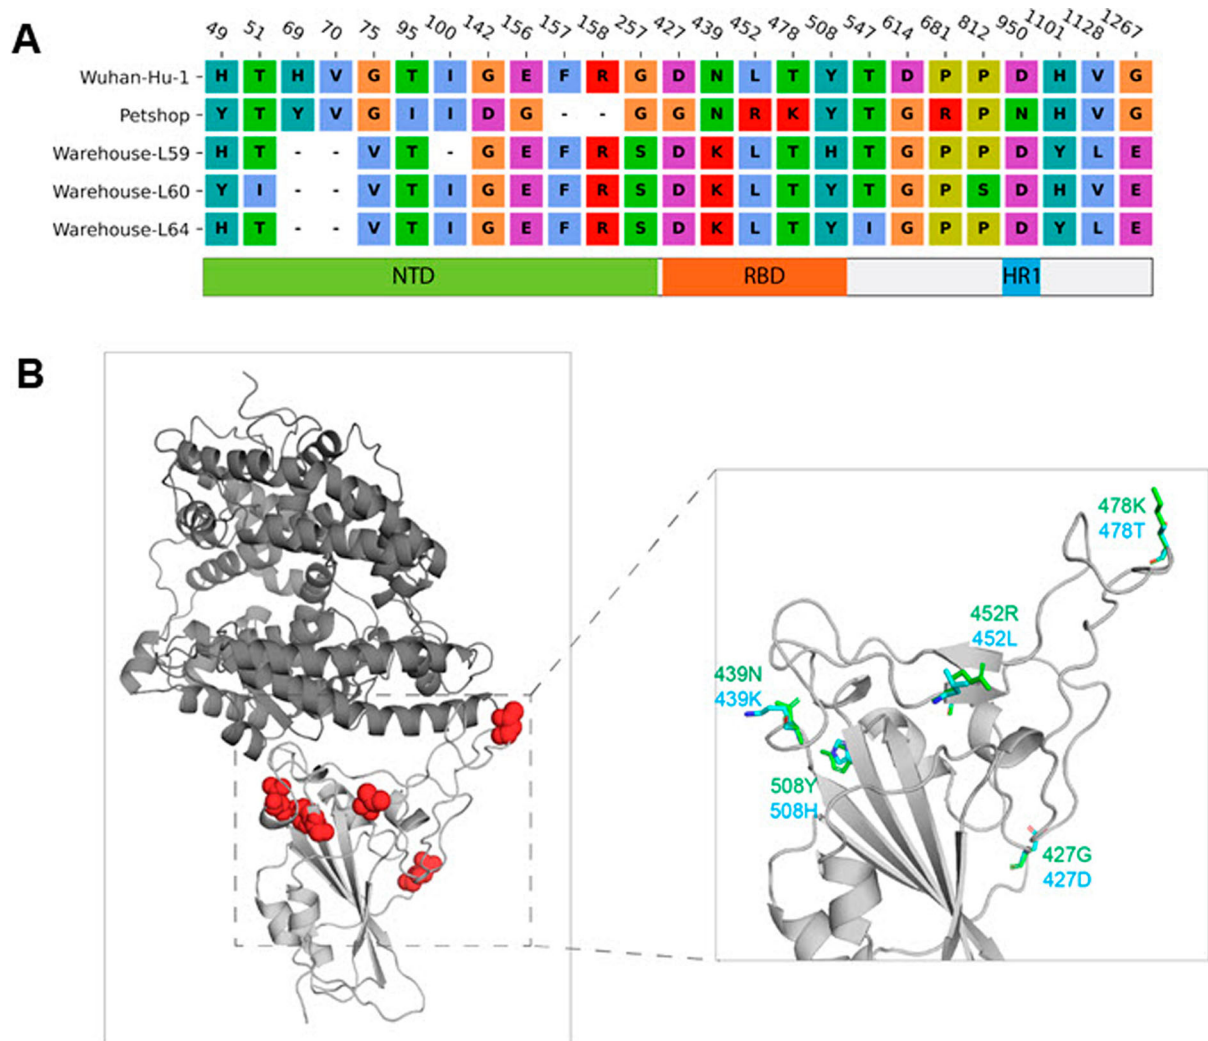 A
49 51 69 70 75 95 100 142 156 157 158 257 427 439 452 478 508 547 614 681 812 950 1101 1128 1267
Wuhan-Hu-1 H T H V G T I G E F R G D N L T Y T D P P D H V G
Petshop Y T Y V G I I D G - - G G N R K Y T G R P N H V G
Warehouse-L59 H T - - V T - G E F R S D K L T H T G P P D Y L E
Warehouse-L60 Y I - - V T I G E F R S D K L T Y T G P S D H V E
Warehouse-L64 H T - - V T I G E F R S D K L T Y I G P P D Y L E
NTD RBD HR1
B
478K
478T
452R
452L
439N
439K
508Y
508H
427G
427D